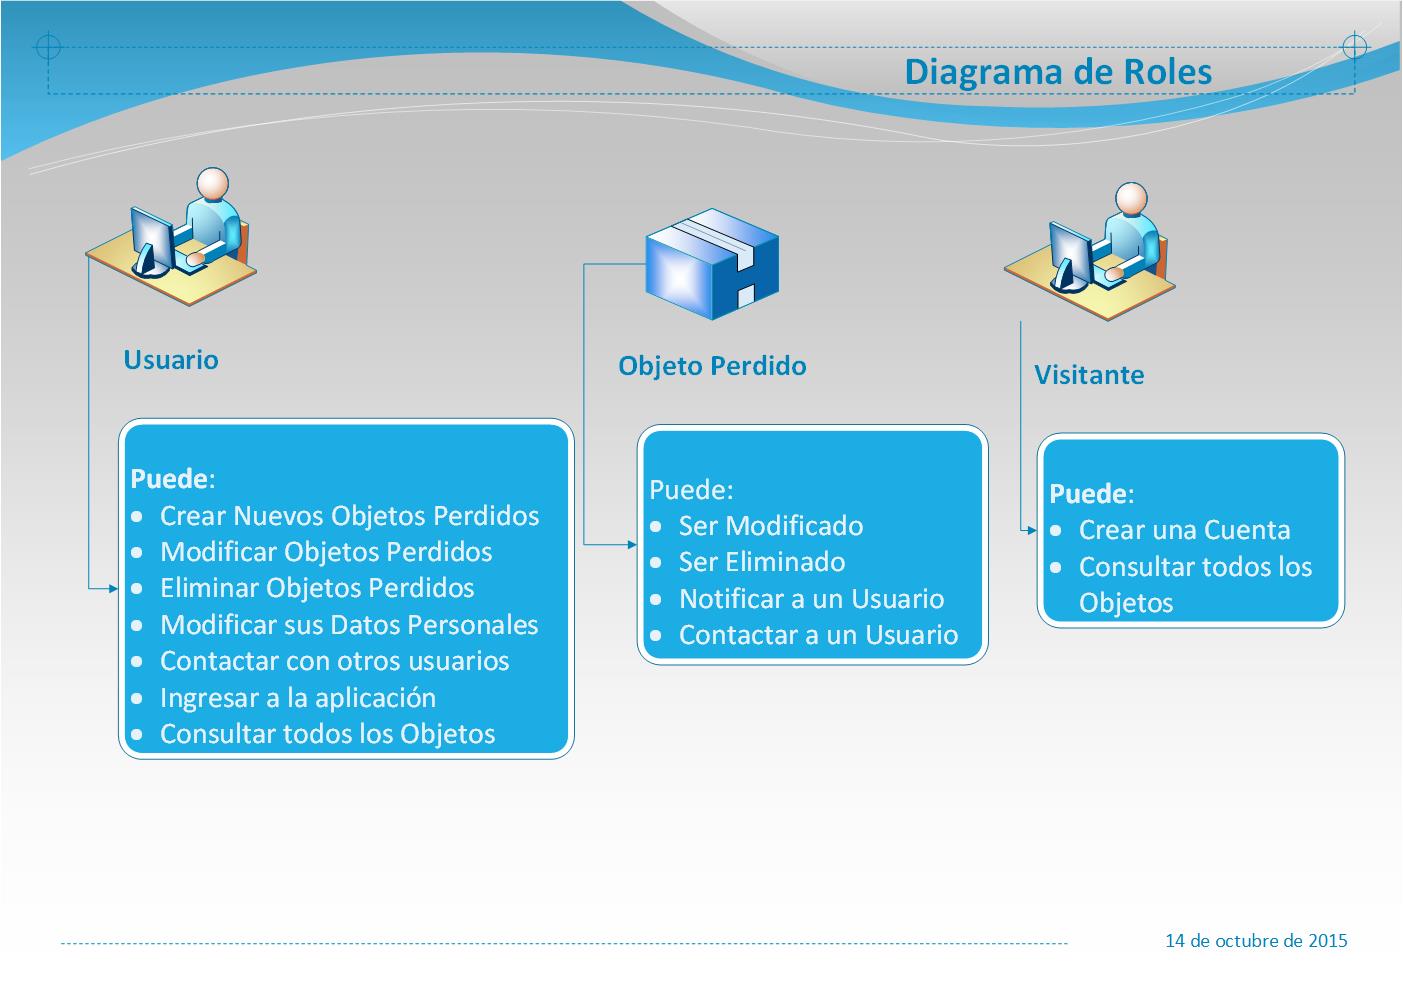 Diagrama de Roles
Usuario
Puede:
• Crear Nuevos Objetos Perdidos
• Modificar Objetos Perdidos
• Eliminar Objetos Perdidos
• Modificar sus Datos Personales
• Contactar con otros usuarios
• Ingresar a la aplicación
• Consultar todos los Objetos
Objeto Perdido
Puede:
• Ser Modificado
• Ser Eliminado
• Notificar a un Usuario
• Contactar a un Usuario
Visitante
Puede:
• Crear una Cuenta
• Consultar todos los
Objetos
14 de octubre de 2015